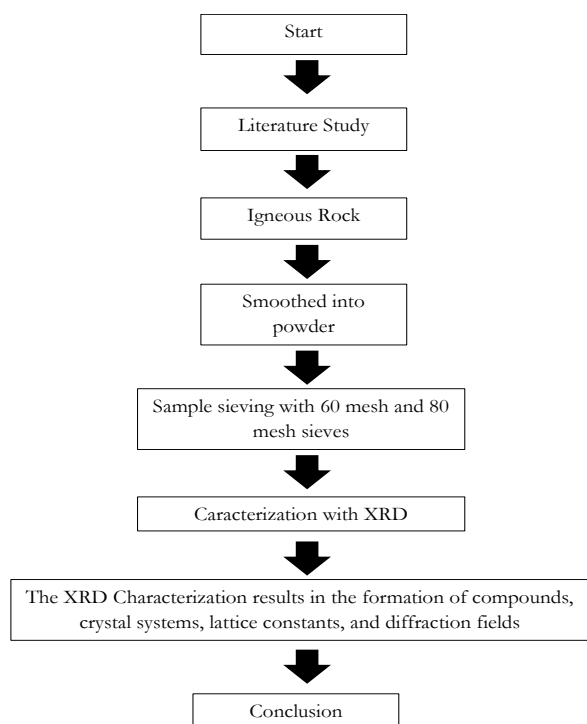 Start
Literature Study
Igneous Rock
Smoothed into
powder
Sample sieving with 60 mesh and 80
mesh sieves
Caracterization with XRD
The XRD Characterization results in the formation of compounds,
crystal systems, lattice constants, and diffraction fields
Conclusion